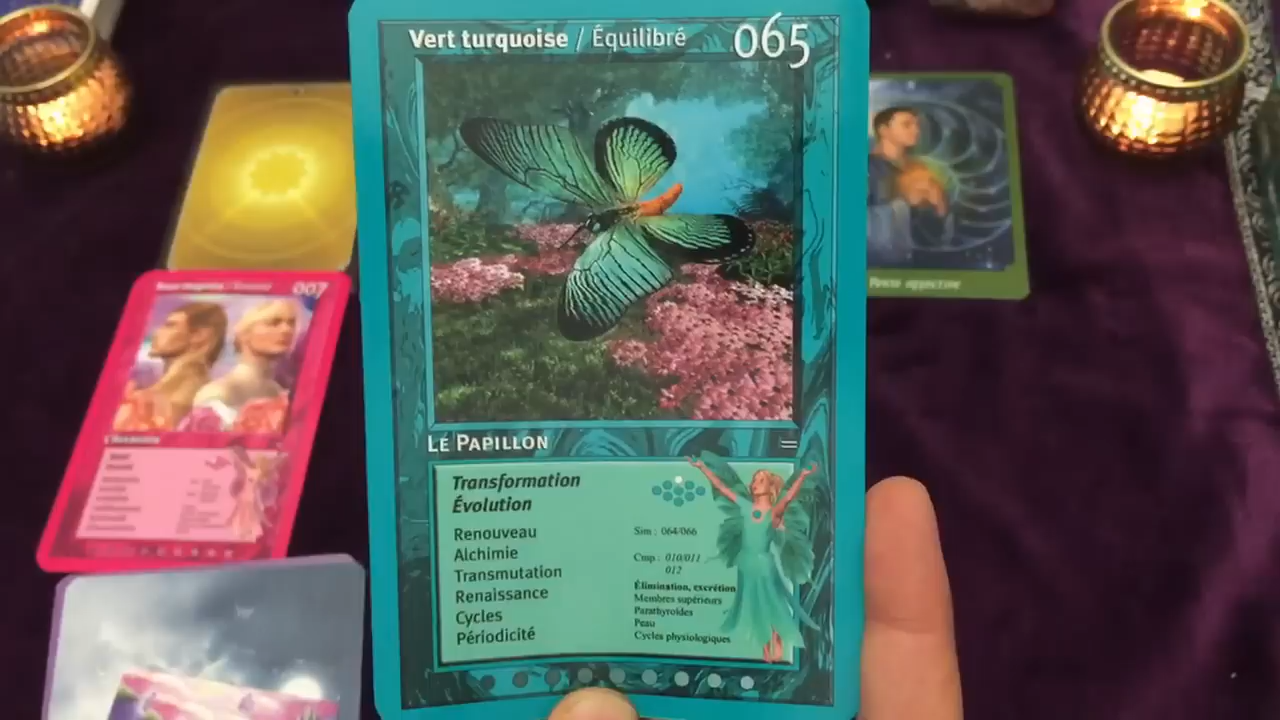 Vert turquoise / Équilibré 065
LE PAPILLON =
Transformation
Évolution
Renouveau
Alchimie
Transmutation
Renaissance
Cycles
Périodicité
Sim : 064/066
Cmp : 010/011
012
Élimination, excrétion
Membres supérieurs
Parathyroïdes
Peau
Cycles physiologiques
007